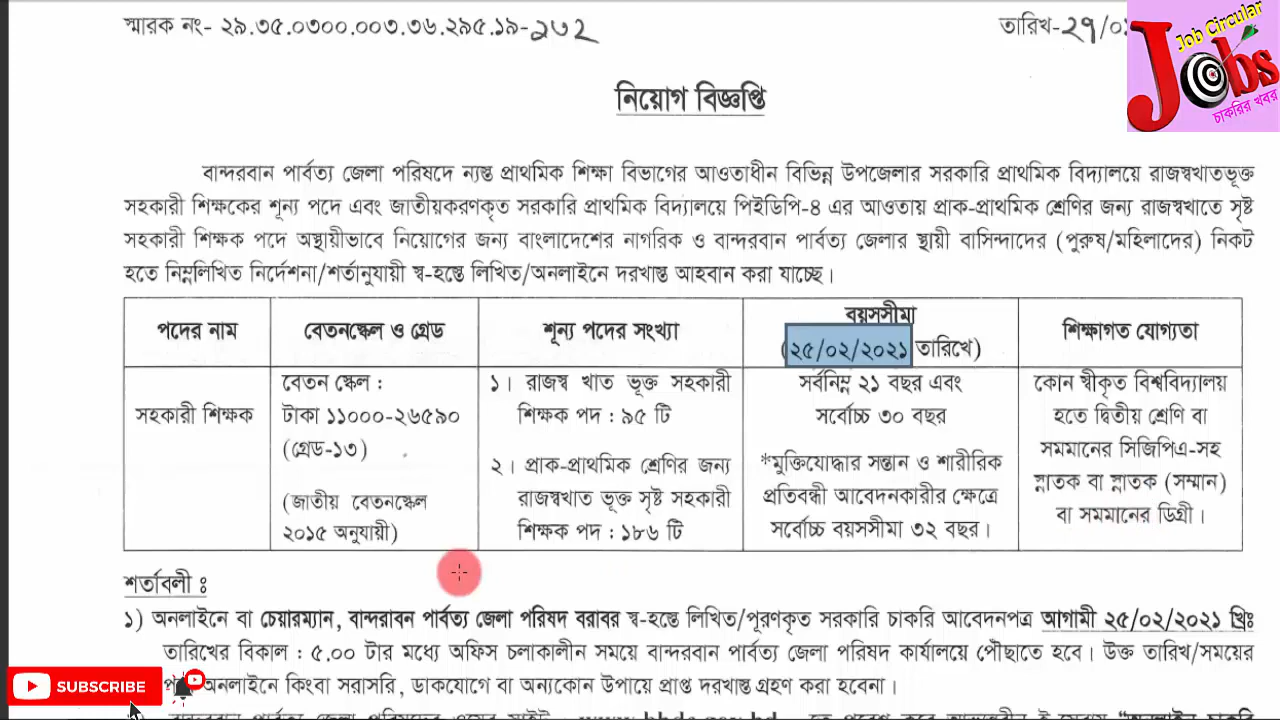 স্মারক নং- ২৯.৩৫.০৩০০.০০৩.৩৬.২৯৫.১৯-২৩২
তারিখ-২৭/০২
Job Circular
Jobs
চাকরির খবর
নিয়োগ বিজ্ঞপ্তি
বান্দরবান পার্বত্য জেলা পরিষদে ন্যস্ত প্রাথমিক শিক্ষা বিভাগের আওতাধীন বিভিন্ন উপজেলার সরকারি প্রাথমিক বিদ্যালয়ে রাজস্বখাতভূক্ত
সহকারী শিক্ষকের শূন্য পদে এবং জাতীয়করণকৃত সরকারি প্রাথমিক বিদ্যালয়ে পিইডিপি-৪ এর আওতায় প্রাক-প্রাথমিক শ্রেণির জন্য রাজস্বখাতে সৃষ্ট
সহকারী শিক্ষক পদে অস্থায়ীভাবে নিয়োগের জন্য বাংলাদেশের নাগরিক ও বান্দরবান পার্বত্য জেলার স্থায়ী বাসিন্দাদের (পুরুষ/মহিলাদের) নিকট
হতে নিম্নলিখিত নির্দেশনা/শর্তানুযায়ী স্ব-হস্তে লিখিত/অনলাইনে দরখাস্ত আহবান করা যাচ্ছে।
পদের নাম
বেতনস্কেল ও গ্রেড
শূন্য পদের সংখ্যা
বয়সসীমা
(২৫/০২/২০২১ তারিখে)
শিক্ষাগত যোগ্যতা
সহকারী শিক্ষক
বেতন স্কেল :
টাকা ১১০০০-২৬৫৯০
(গ্রেড-১৩)
(জাতীয় বেতনস্কেল
২০১৫ অনুযায়ী)
১। রাজস্ব খাত ভূক্ত সহকারী
শিক্ষক পদ : ৯৫ টি
২। প্রাক-প্রাথমিক শ্রেণির জন্য
রাজস্বখাত ভূক্ত সৃষ্ট সহকারী
শিক্ষক পদ : ১৮৬ টি
সর্বনিম্ন ২১ বছর এবং
সর্বোচ্চ ৩০ বছর
*মুক্তিযোদ্ধার সন্তান ও শারীরিক
প্রতিবন্ধী আবেদনকারীর ক্ষেত্রে
সর্বোচ্চ বয়সসীমা ৩২ বছর।
কোন স্বীকৃত বিশ্ববিদ্যালয়
হতে দ্বিতীয় শ্রেণি বা
সমমানের সিজিপিএ-সহ
স্নাতক বা স্নাতক (সম্মান)
বা সমমানের ডিগ্রী।
শর্তাবলী ঃ
১) অনলাইনে বা চেয়ারম্যান, বান্দরাবন পার্বত্য জেলা পরিষদ বরাবর স্ব-হস্তে লিখিত/পূরণকৃত সরকারি চাকরি আবেদনপত্র আগামী ২৫/০২/২০২১ খ্রিঃ
তারিখের বিকাল : ৫.০০ টার মধ্যে অফিস চলাকালীন সময়ে বান্দরবান পার্বত্য জেলা পরিষদ কার্যালয়ে পৌঁছাতে হবে। উক্ত তারিখ/সময়ের
অনলাইনে কিংবা সরাসরি, ডাকযোগে বা অন্যকোন উপায়ে প্রাপ্ত দরখাস্ত গ্রহণ করা হবেনা।
SUBSCRIBE